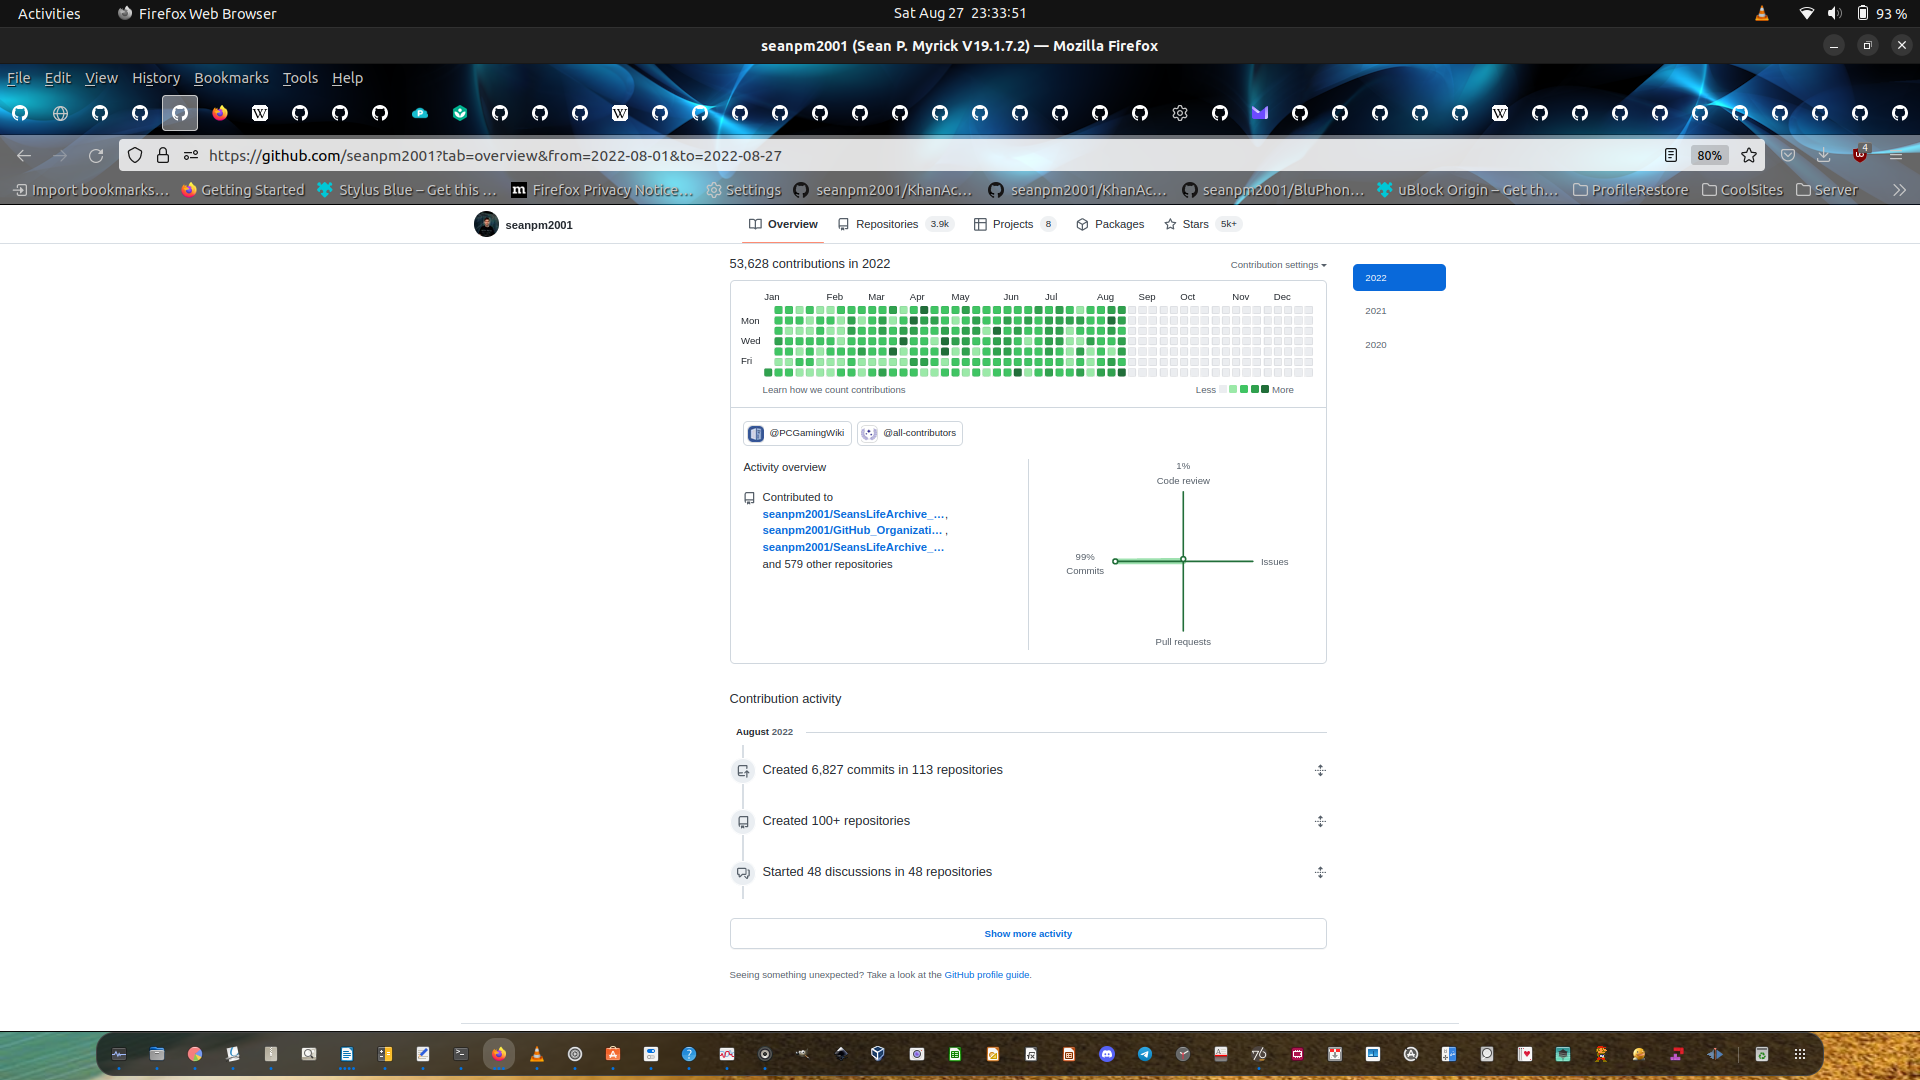 Activities Firefox Web Browser Sat Aug 27 23:33:51 93 %
seanpm2001 (Sean P. Myrick V19.1.7.2) — Mozilla Firefox
File Edit View History Bookmarks Tools Help
https://github.com/seanpm2001?tab=overview&from=2022-08-01&to=2022-08-27 80% 4
Import bookmarks… Getting Started Stylus Blue – Get this … Firefox Privacy Notice… Settings seanpm2001/KhanAc… seanpm2001/KhanAc… seanpm2001/BluPhon… uBlock Origin – Get th… ProfileRestore CoolSites Server
seanpm2001 Overview Repositories 3.9k Projects 8 Packages Stars 5k+
53,628 contributions in 2022 Contribution settings
2022
2021
2020
Jan Feb Mar Apr May Jun Jul Aug Sep Oct Nov Dec
Mon
Wed
Fri
Learn how we count contributions Less More
@PCGamingWiki @all-contributors
Activity overview
Contributed to
seanpm2001/SeansLifeArchive_…,
seanpm2001/GitHub_Organizati… ,
seanpm2001/SeansLifeArchive_…
and 579 other repositories
1%
Code review
99%
Commits
Issues
Pull requests
Contribution activity
August 2022
Created 6,827 commits in 113 repositories
Created 100+ repositories
Started 48 discussions in 48 repositories
Show more activity
Seeing something unexpected? Take a look at the GitHub profile guide.